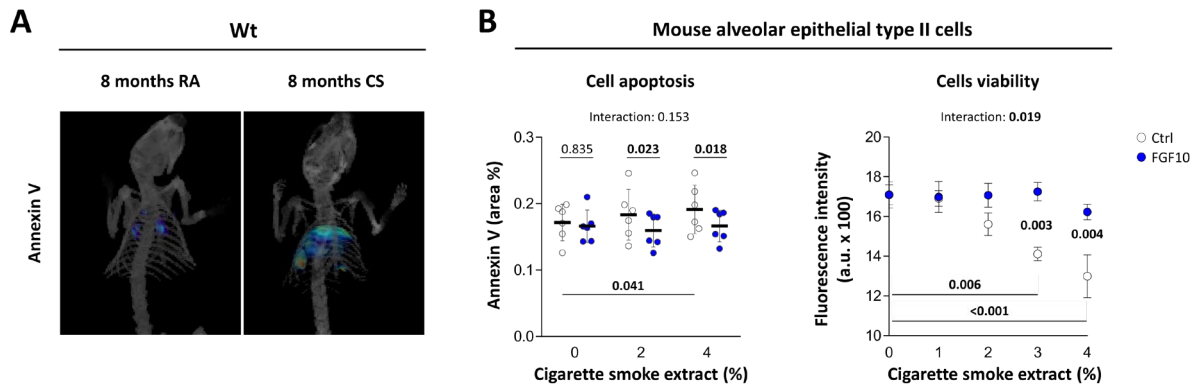 A
Wt
8 months RA
8 months CS
Annexin V
B
Mouse alveolar epithelial type II cells
Cell apoptosis
Interaction: 0.153
0.3
0.2
0.1
0.0
Annexin V (area %)
0.835
0.023
0.018
0.041
0
2
4
Cigarette smoke extract (%)
Cells viability
Interaction: 0.019
20
18
16
14
12
10
Fluorescence intensity
(a.u. x 100)
0.003
0.004
0.006
<0.001
0
1
2
3
4
Cigarette smoke extract (%)
Ctrl
FGF10